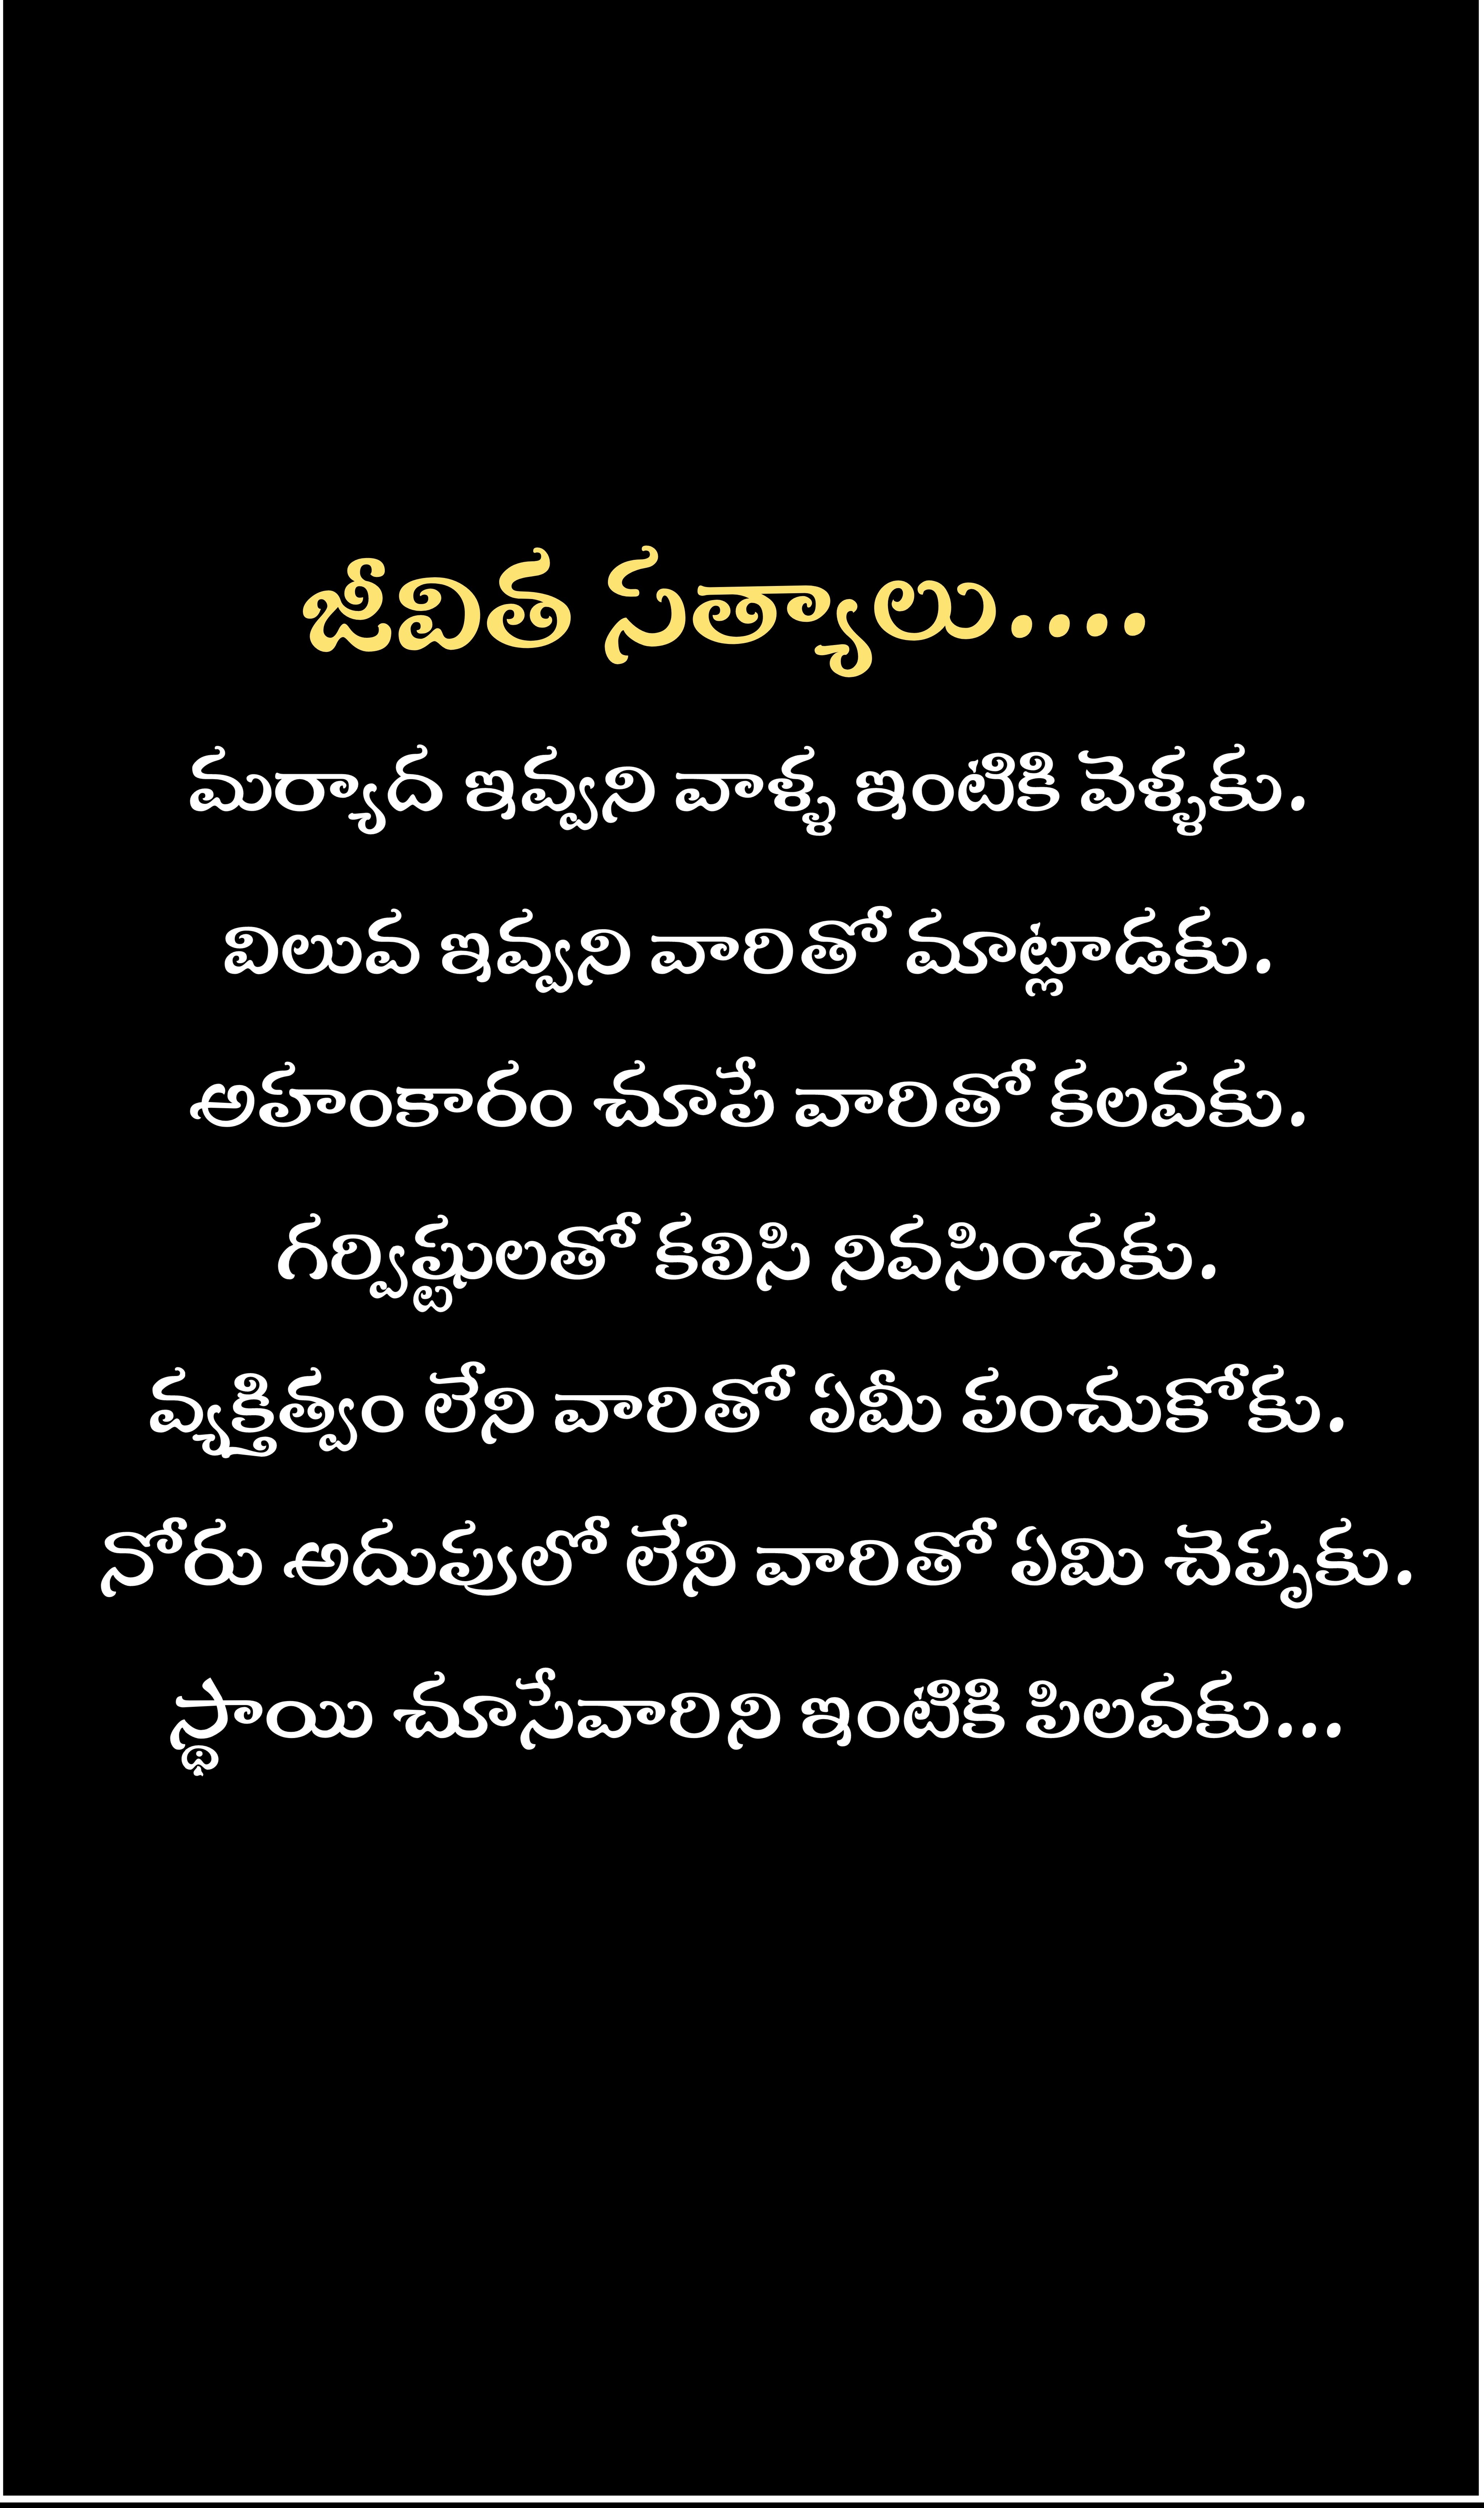 జీవిత సత్యాలు....
మర్యాద ఇవ్వని వాళ్ళ ఇంటికి వెళ్ళకు.
విలువ ఇవ్వని వారితో మాట్లాడకు.
అహంకారం చూపే వారితో కలవకు.
గర్విష్ఠులతో కలిసి నివసించకు.
వ్యక్తిత్వం లేని వారితో లిమి పంచుకోకు.
నోరు అదుపులో లేని వారితో ఏమి చెప్పకు.
స్థాయి చూసేవారిని ఇంటికి పిలవకు...